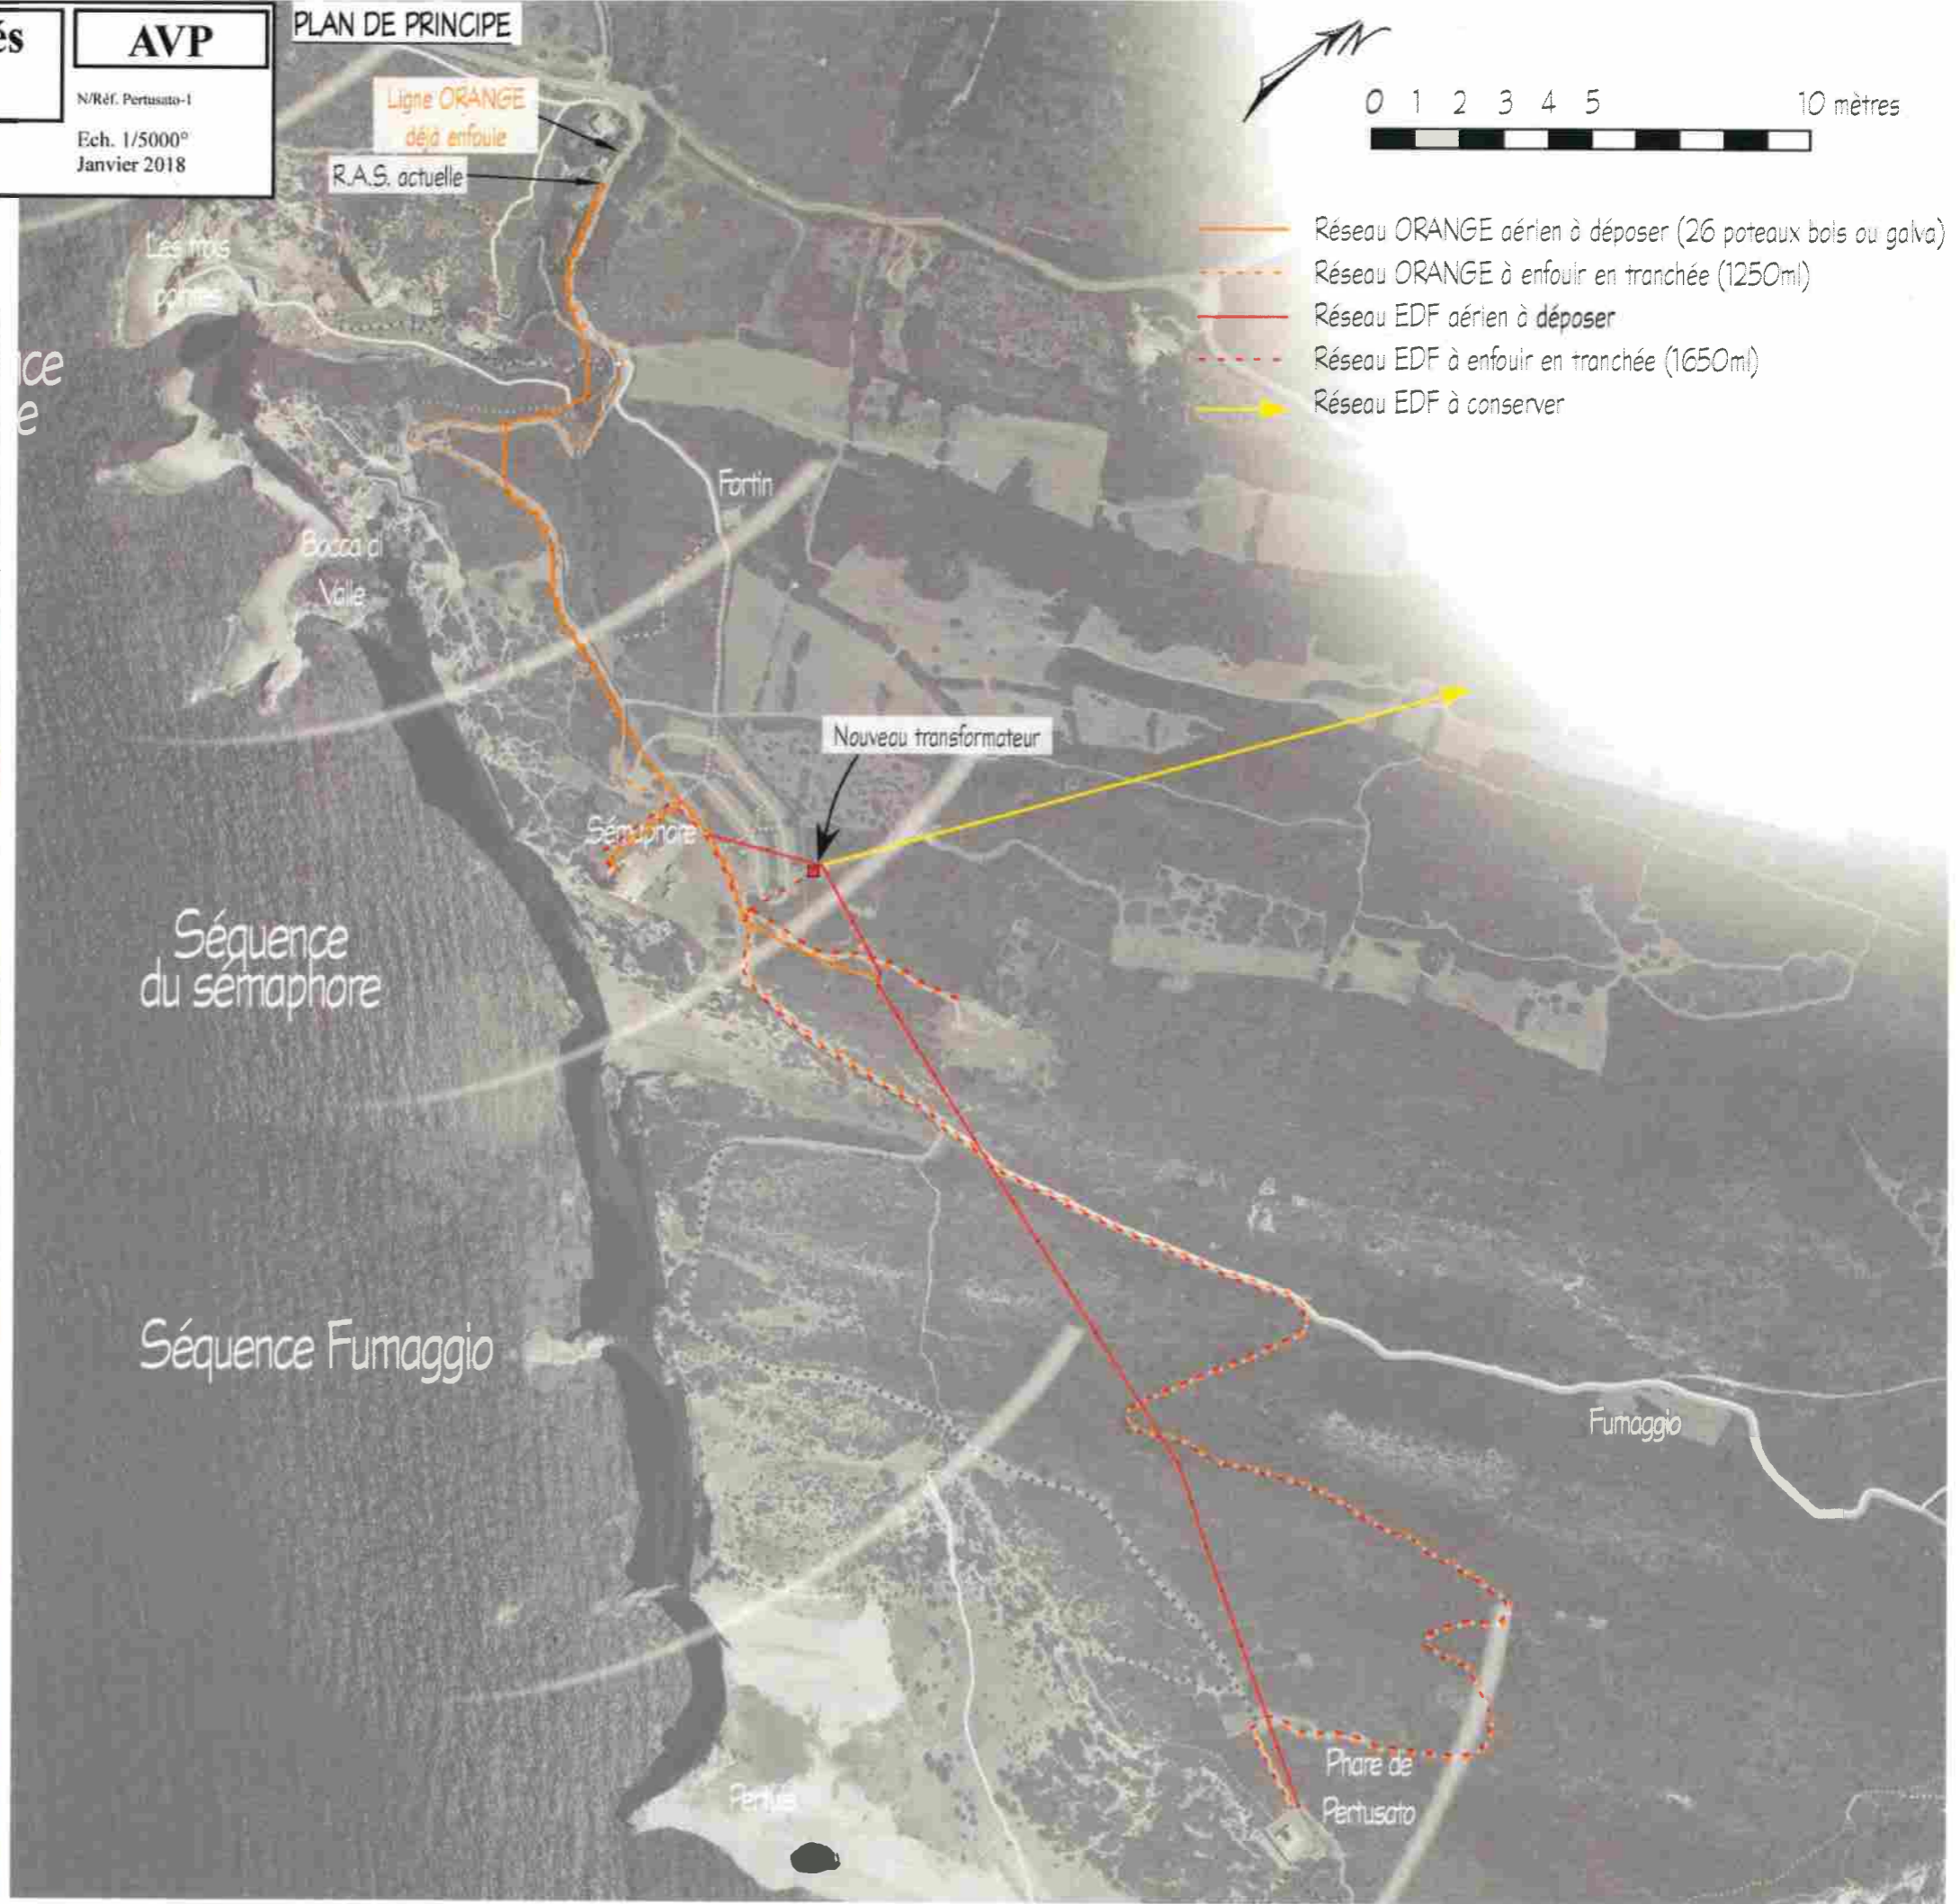 és
AVP
N/Réf. Pertusato-1
Ech. 1/5000°
Janvier 2018
PLAN DE PRINCIPE
Ligne ORANGE
déjà enfouie
R.A.S. actuelle
N
0 1 2 3 4 5 10 mètres
Réseau ORANGE aérien à déposer (26 poteaux bois ou galva)
Réseau ORANGE à enfouir en tranchée (1250ml)
Réseau EDF aérien à déposer
Réseau EDF à enfouir en tranchée (1650ml)
Réseau EDF à conserver
Les trois
pointes
nce
e
Fortin
Bocca di
Valle
Nouveau transformateur
Sémaphore
Séquence
du sémaphore
Séquence Fumaggio
Fumaggio
Phare de
Pertusato